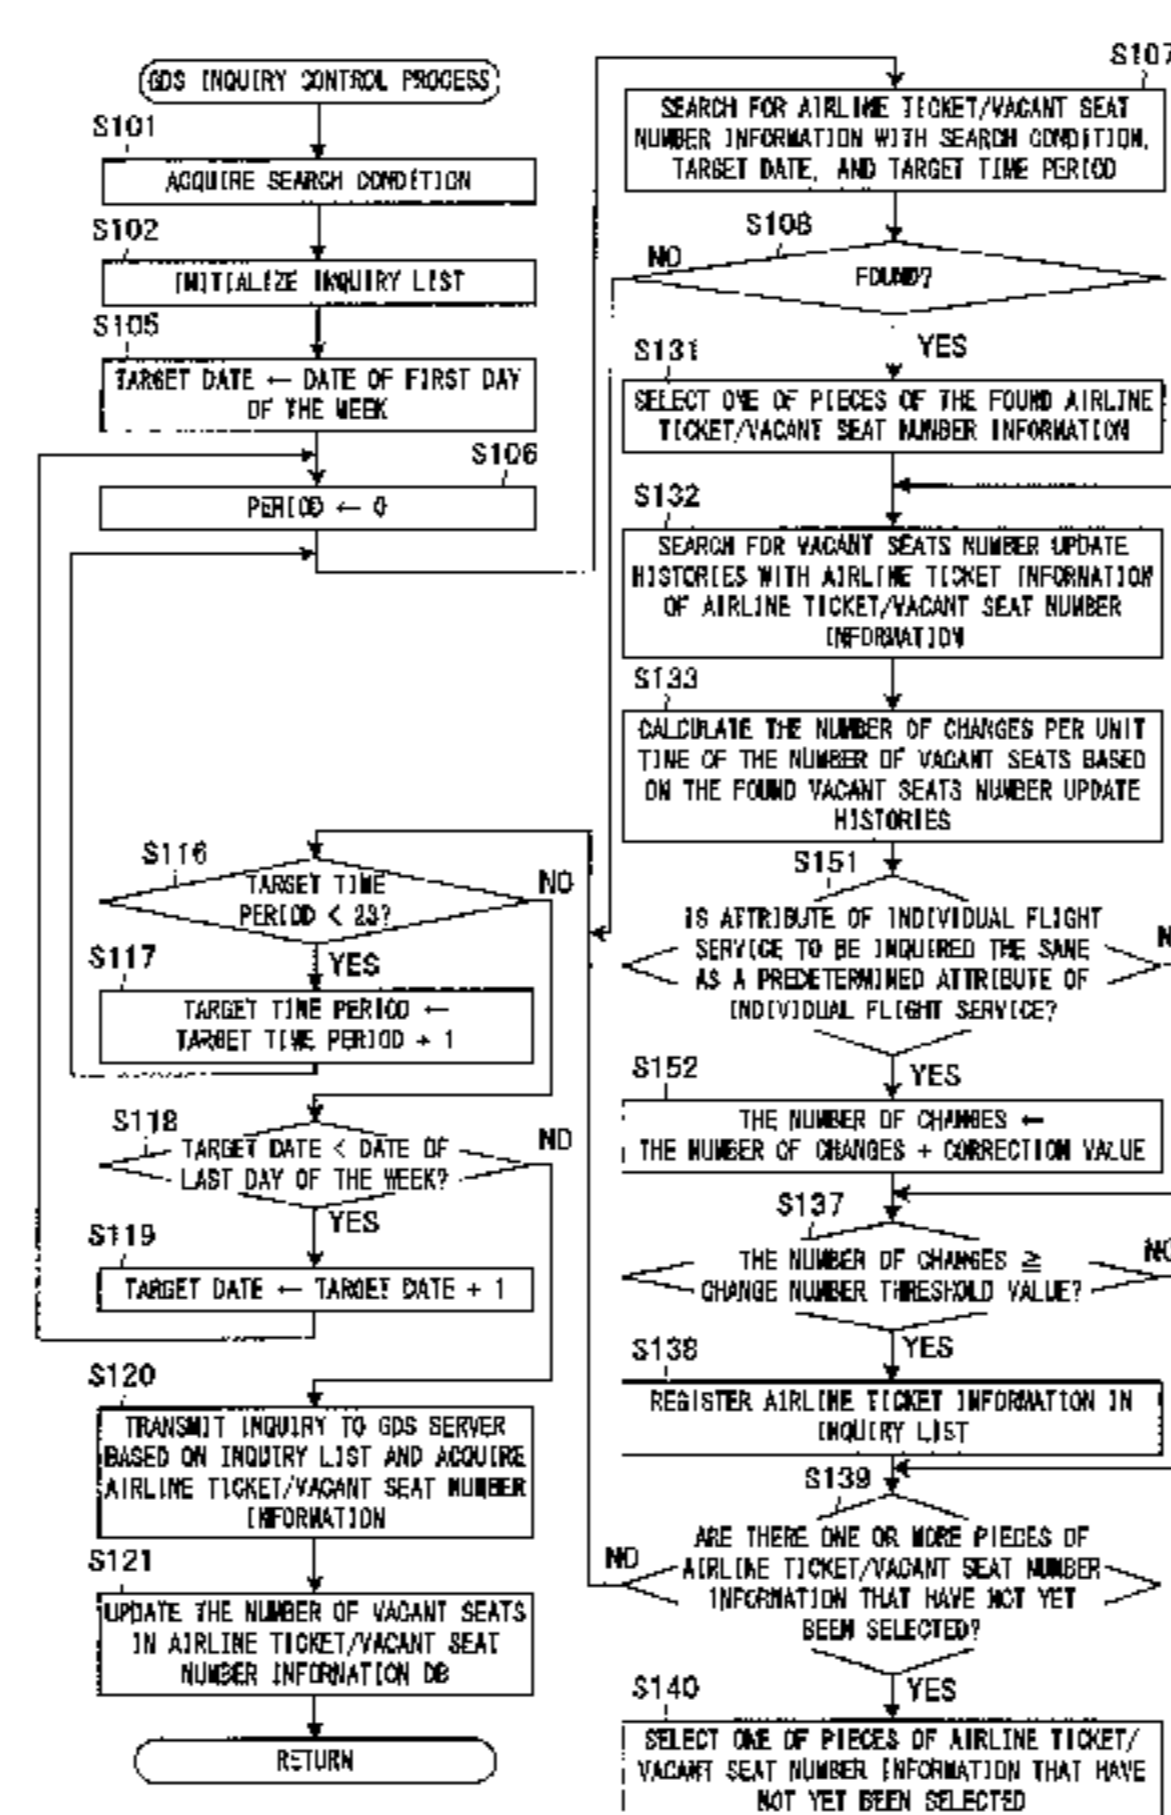 GDS INQUIRY CONTROL PROCESS
S101
ACQUIRE SEARCH CONDITION
S102
INITIALIZE INQUIRY LIST
S105
TARGET DATE ← DATE OF FIRST DAY
OF THE WEEK
S106
PERIOD ← 0
S116
TARGET TIME
PERIOD < 23?
NO
YES
S117
TARGET TIME PERIOD ←
TARGET TIME PERIOD + 1
S118
TARGET DATE < DATE OF
LAST DAY OF THE WEEK?
NO
YES
S119
TARGET DATE ← TARGET DATE + 1
S120
TRANSMIT INQUIRY TO GDS SERVER
BASED ON INQUIRY LIST AND ACQUIRE
AIRLINE TICKET/VACANT SEAT NUMBER
INFORMATION
S121
UPDATE THE NUMBER OF VACANT SEATS
IN AIRLINE TICKET/VACANT SEAT
NUMBER INFORMATION DB
RETURN
S107
SEARCH FOR AIRLINE TICKET/VACANT SEAT
NUMBER INFORMATION WITH SEARCH CONDITION,
TARGET DATE, AND TARGET TIME PERIOD
S108
NO
FOUND?
YES
S131
SELECT ONE OF PIECES OF THE FOUND AIRLINE
TICKET/VACANT SEAT NUMBER INFORMATION
S132
SEARCH FOR VACANT SEATS NUMBER UPDATE
HISTORIES WITH AIRLINE TICKET INFORMATION
OF AIRLINE TICKET/VACANT SEAT NUMBER
INFORMATION
S133
CALCULATE THE NUMBER OF CHANGES PER UNIT
TIME OF THE NUMBER OF VACANT SEATS BASED
ON THE FOUND VACANT SEATS NUMBER UPDATE
HISTORIES
S151
IS ATTRIBUTE OF INDIVIDUAL FLIGHT
SERVICE TO BE INQUIRED THE SAME
AS A PREDETERMINED ATTRIBUTE OF
INDIVIDUAL FLIGHT SERVICE?
YES
S152
THE NUMBER OF CHANGES ←
THE NUMBER OF CHANGES + CORRECTION VALUE
S137
THE NUMBER OF CHANGES ≧
CHANGE NUMBER THRESHOLD VALUE?
NO
YES
S138
REGISTER AIRLINE TICKET INFORMATION IN
INQUIRY LIST
S139
ARE THERE ONE OR MORE PIECES OF
AIRLINE TICKET/VACANT SEAT NUMBER
INFORMATION THAT HAVE NOT YET
BEEN SELECTED?
NO
YES
S140
SELECT ONE OF PIECES OF AIRLINE TICKET/
VACANT SEAT NUMBER INFORMATION THAT HAVE
NOT YET BEEN SELECTED